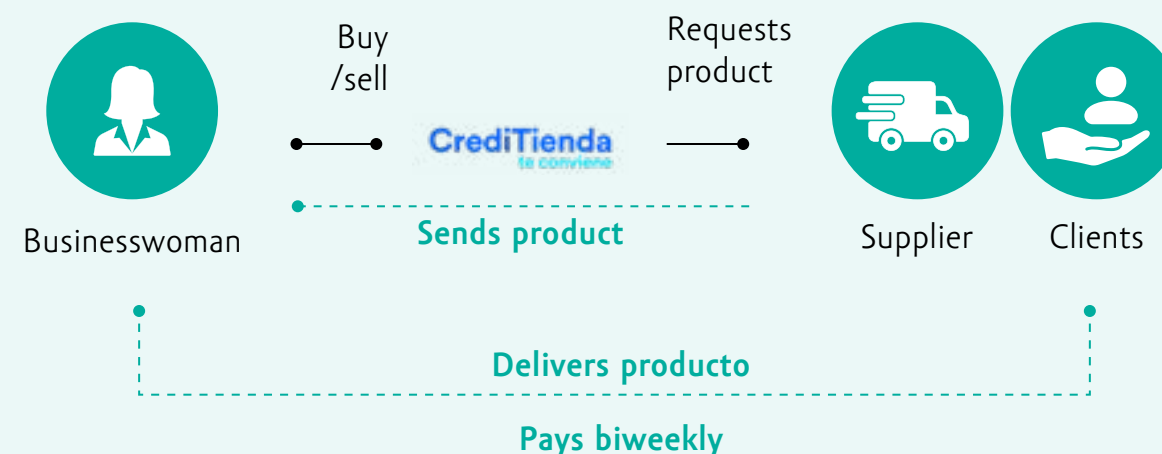 Buy
/sell
Requests
product
CrediTienda
te conviene
Sends product
Businesswoman
Supplier
Clients
Delivers producto
Pays biweekly